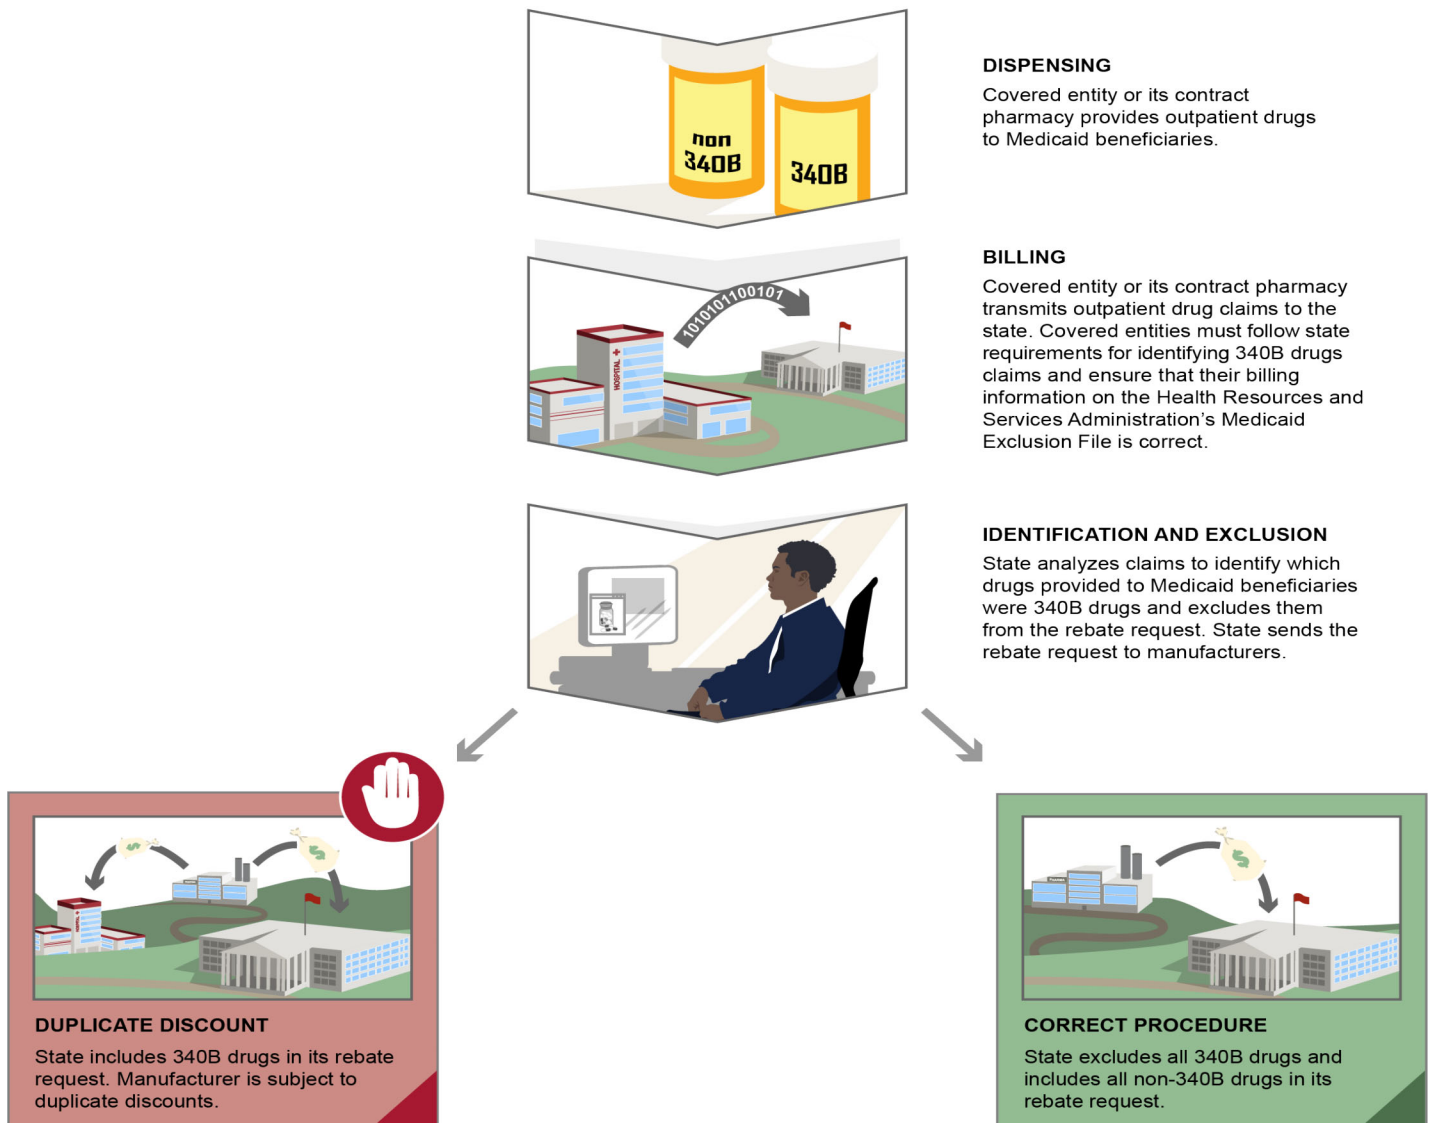 non
340B
340B
DISPENSING
Covered entity or its contract
pharmacy provides outpatient drugs
to Medicaid beneficiaries.
1010101100101
HOSPITAL
BILLING
Covered entity or its contract pharmacy
transmits outpatient drug claims to the
state. Covered entities must follow state
requirements for identifying 340B drugs
claims and ensure that their billing
information on the Health Resources and
Services Administration’s Medicaid
Exclusion File is correct.
IDENTIFICATION AND EXCLUSION
State analyzes claims to identify which
drugs provided to Medicaid beneficiaries
were 340B drugs and excludes them
from the rebate request. State sends the
rebate request to manufacturers.
$
$
HOSPITAL
DUPLICATE DISCOUNT
State includes 340B drugs in its rebate
request. Manufacturer is subject to
duplicate discounts.
$
PHARMA
CORRECT PROCEDURE
State excludes all 340B drugs and
includes all non-340B drugs in its
rebate request.